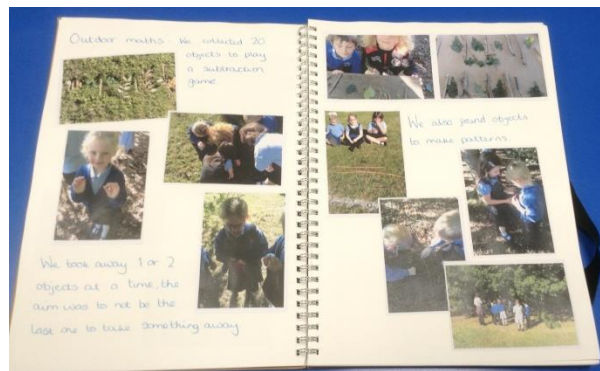 Outdoor maths - We collected 20
objects to play
a subtraction
game
We took away 1 or 2
objects at a time, the
aim was to not be the
last one to take something away
We also found objects
to make patterns.